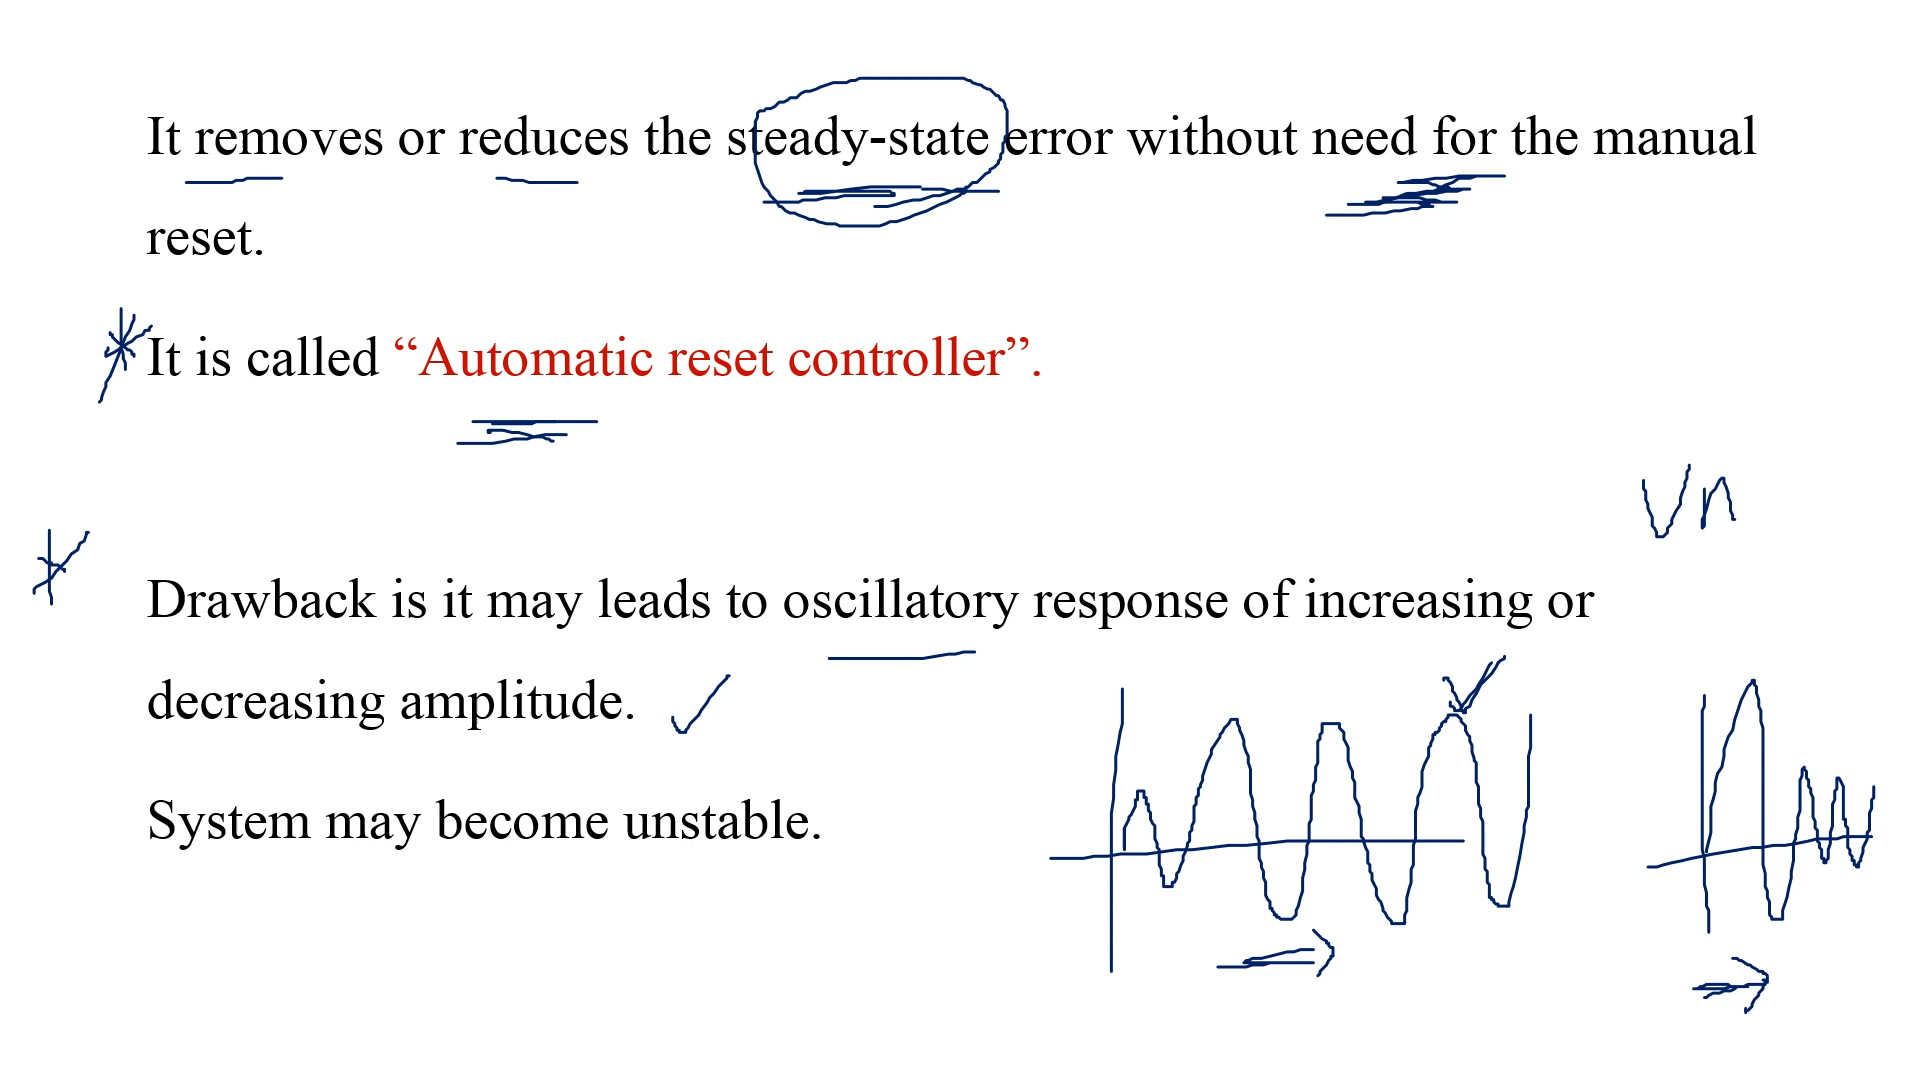 It removes or reduces the steady-state error without need for the manual
reset.
It is called “Automatic reset controller”.
Un
Drawback is it may leads to oscillatory response of increasing or
decreasing amplitude.
System may become unstable.